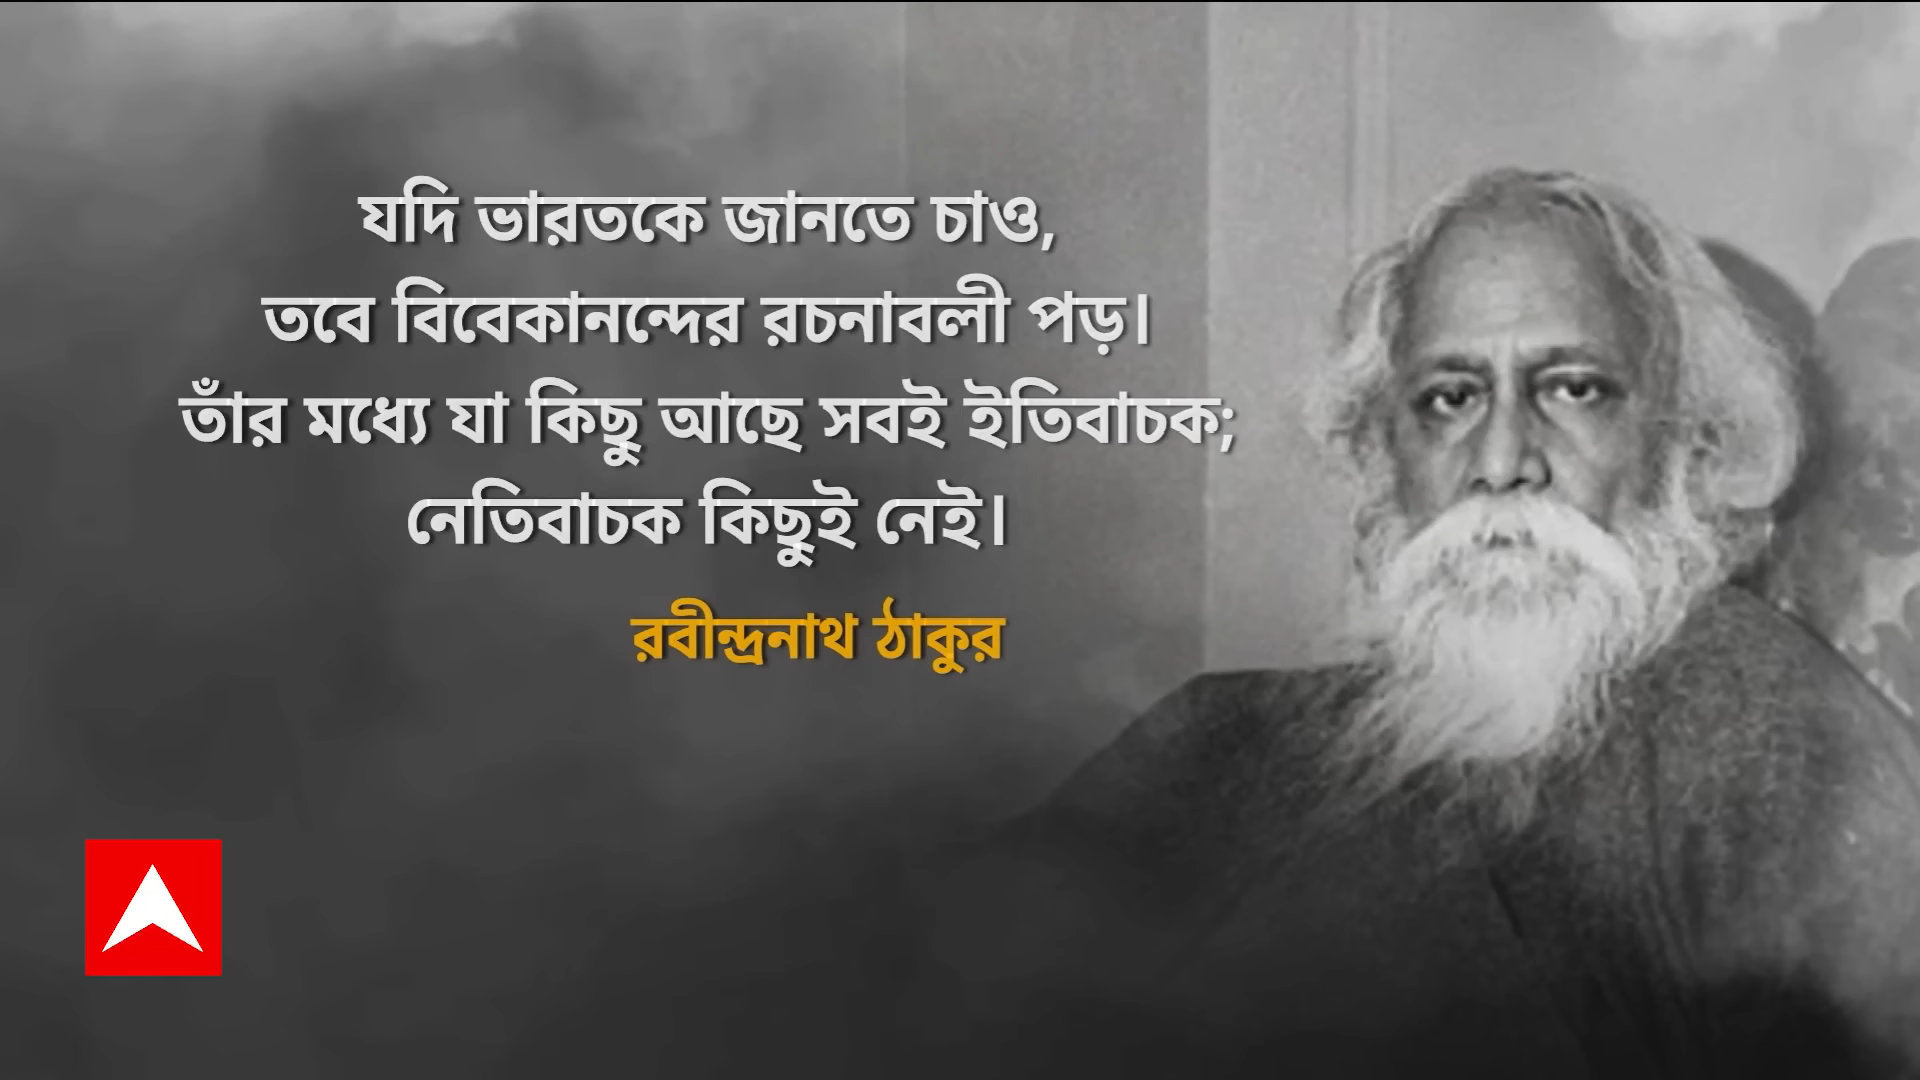 যদি ভারতকে জানতে চাও,
তবে বিবেকানন্দের রচনাবলী পড়।
তাঁর মধ্যে যা কিছু আছে সবই ইতিবাচক;
নেতিবাচক কিছুই নেই।
রবীন্দ্রনাথ ঠাকুর